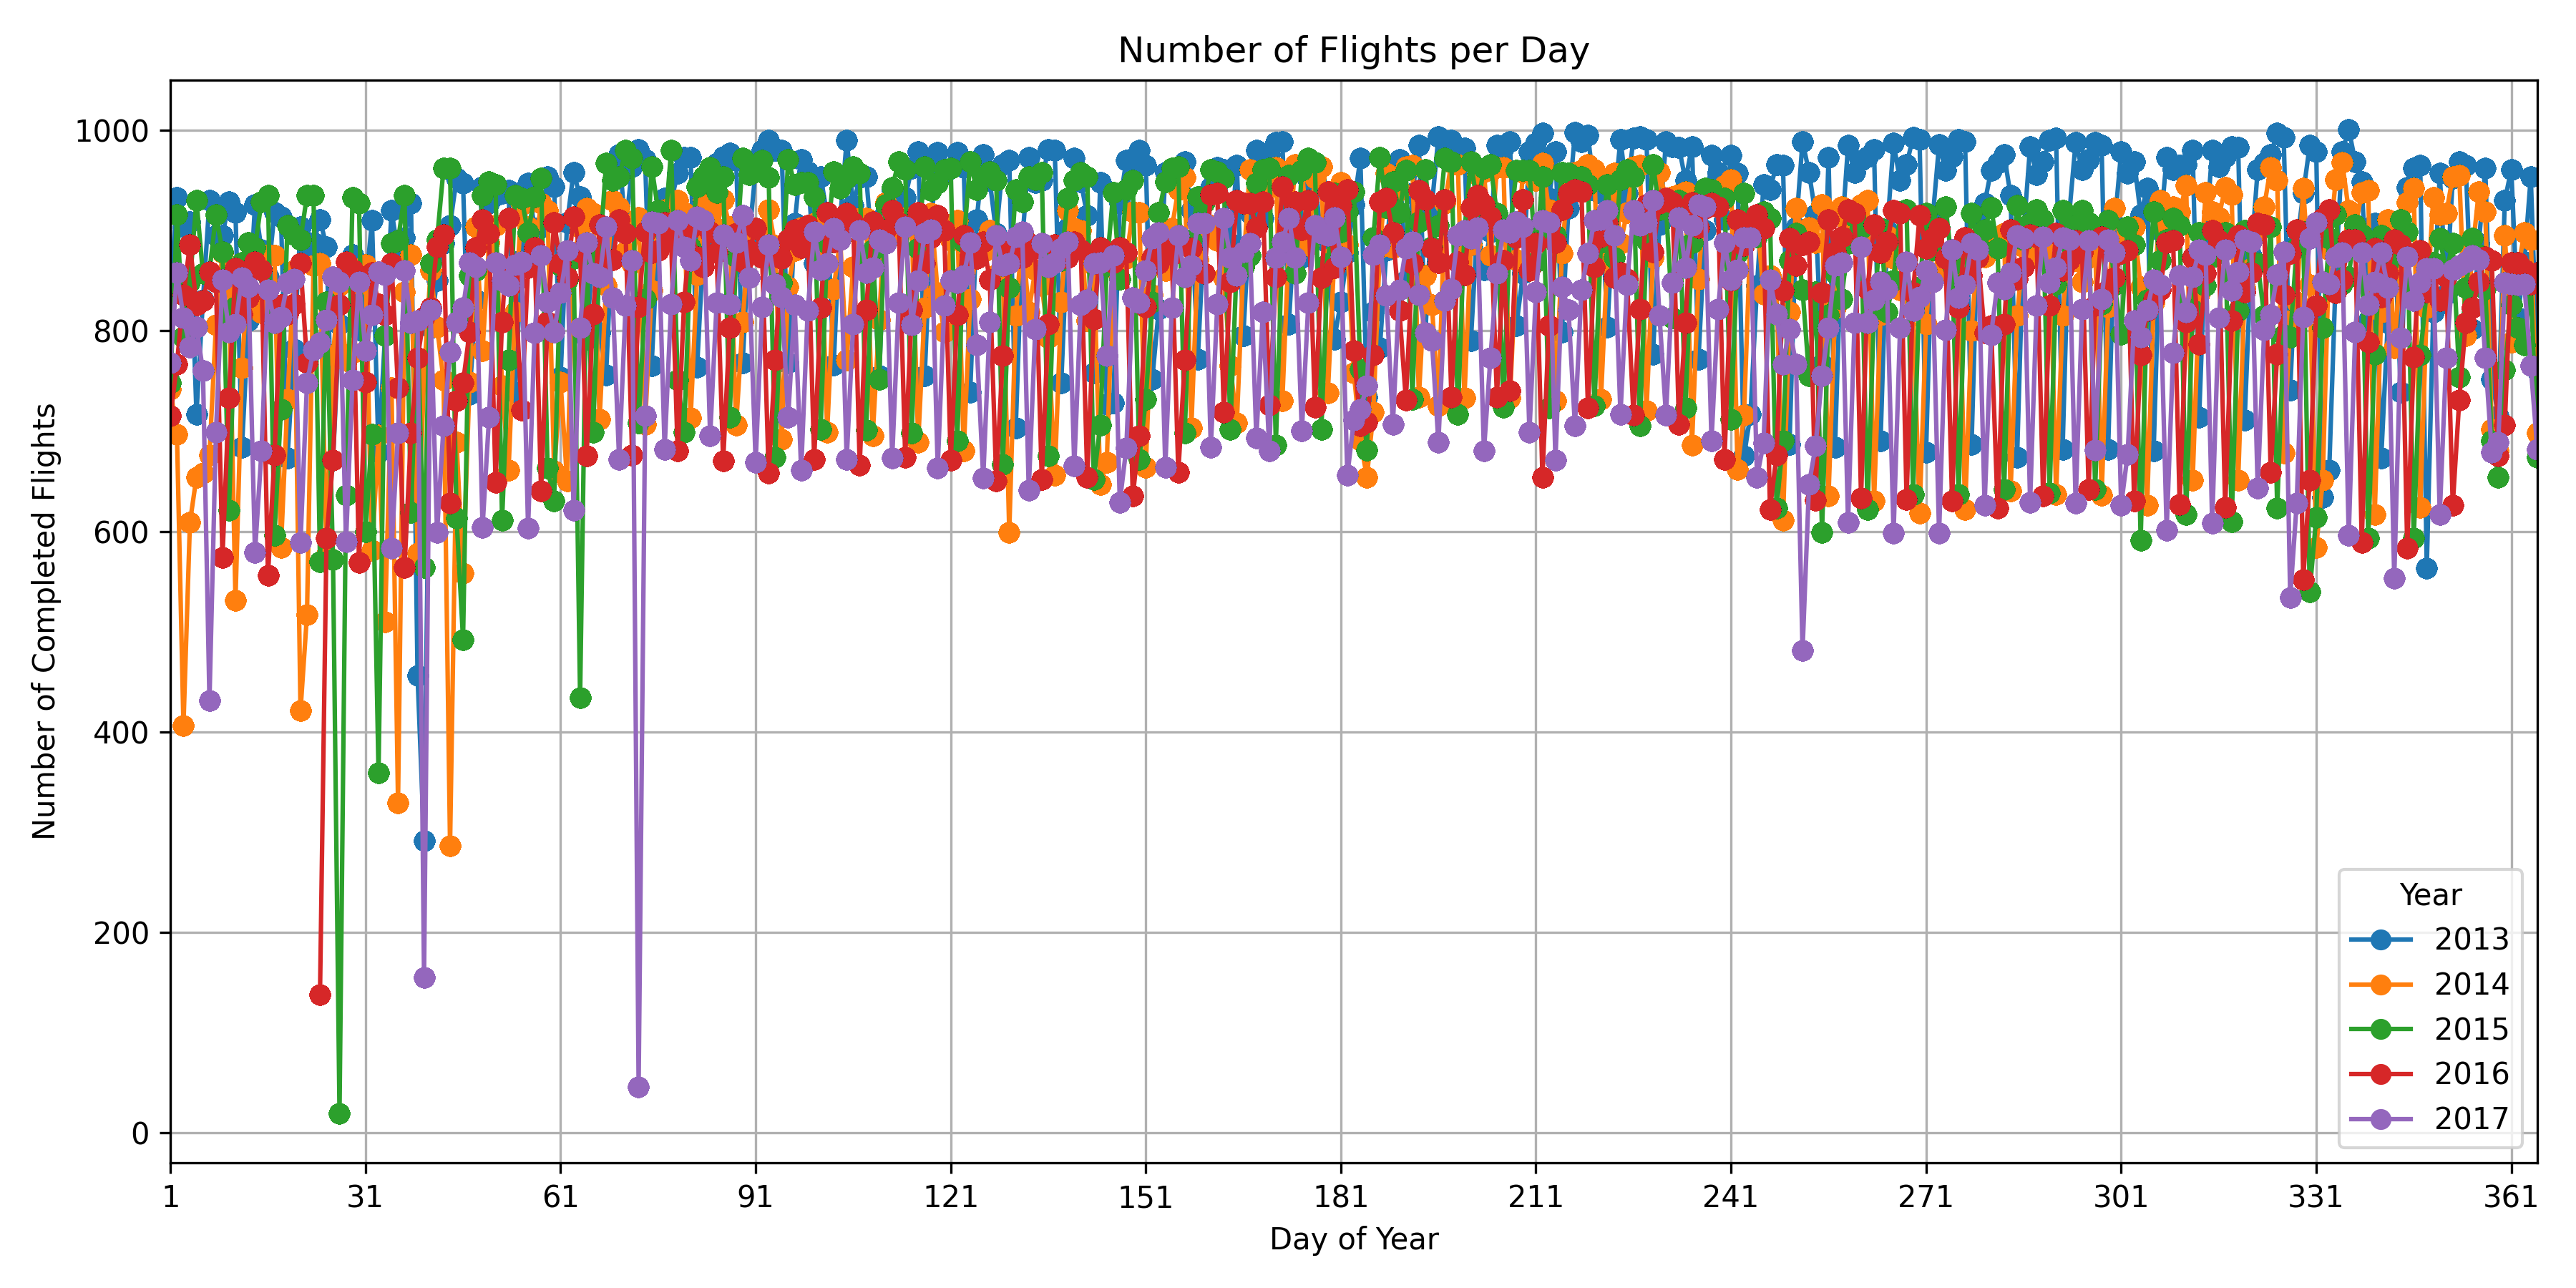 Number of Flights per Day
Number of Completed Flights
1000
800
600
400
200
0
1 31 61 91 121 151 181 211 241 271 301 331 361
Day of Year
Year
2013
2014
2015
2016
2017